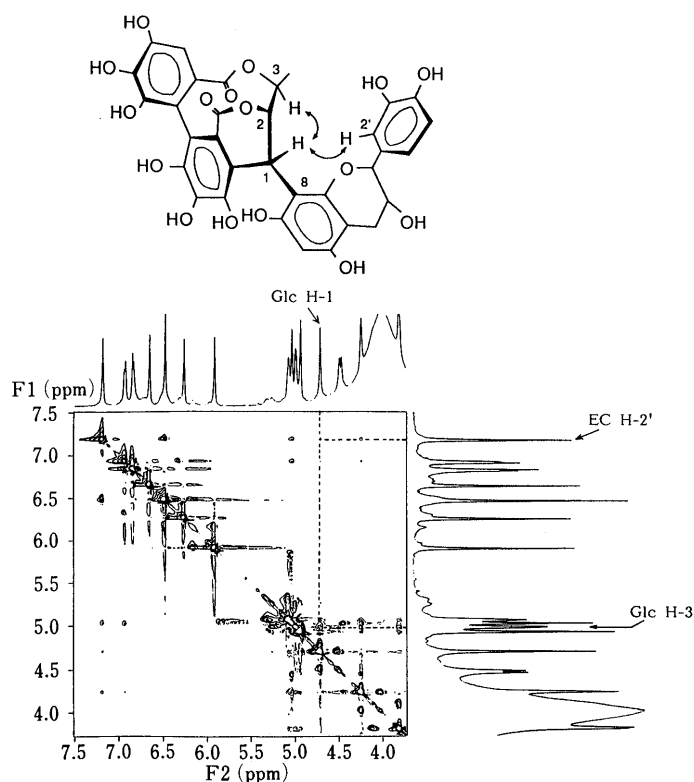 HO
HO
HO
HO
HO
HO
O
O
O
O
3
H
2
H
1
8
HO
OH
2'
H
O
HO
OH
OH
Glc H-1
F1 (ppm)
7.5
7.0
6.5
6.0
5.5
5.0
4.5
4.0
EC H-2'
Glc H-3
7.5 7.0 6.5 6.0 5.5 5.0 4.5 4.0
F2 (ppm)